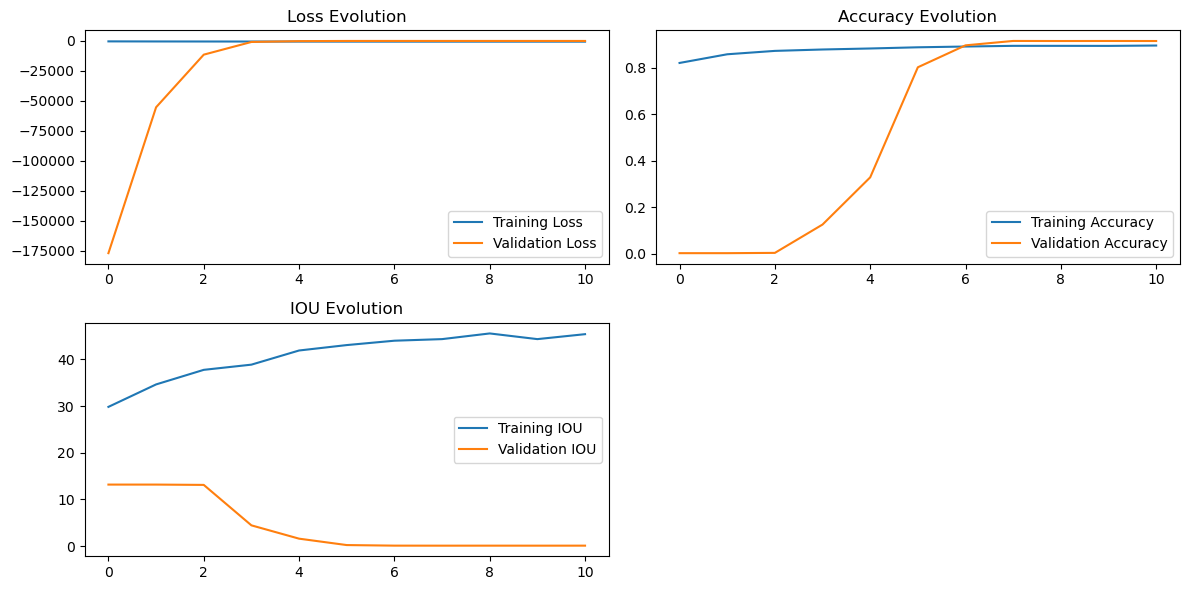 Loss Evolution
0
−25000
−50000
−75000
−100000
−125000
−150000
−175000
Training Loss
Validation Loss
0 2 4 6 8 10
Accuracy Evolution
0.8
0.6
0.4
0.2
0.0
Training Accuracy
Validation Accuracy
0 2 4 6 8 10
IOU Evolution
40
30
20
10
0
Training IOU
Validation IOU
0 2 4 6 8 10